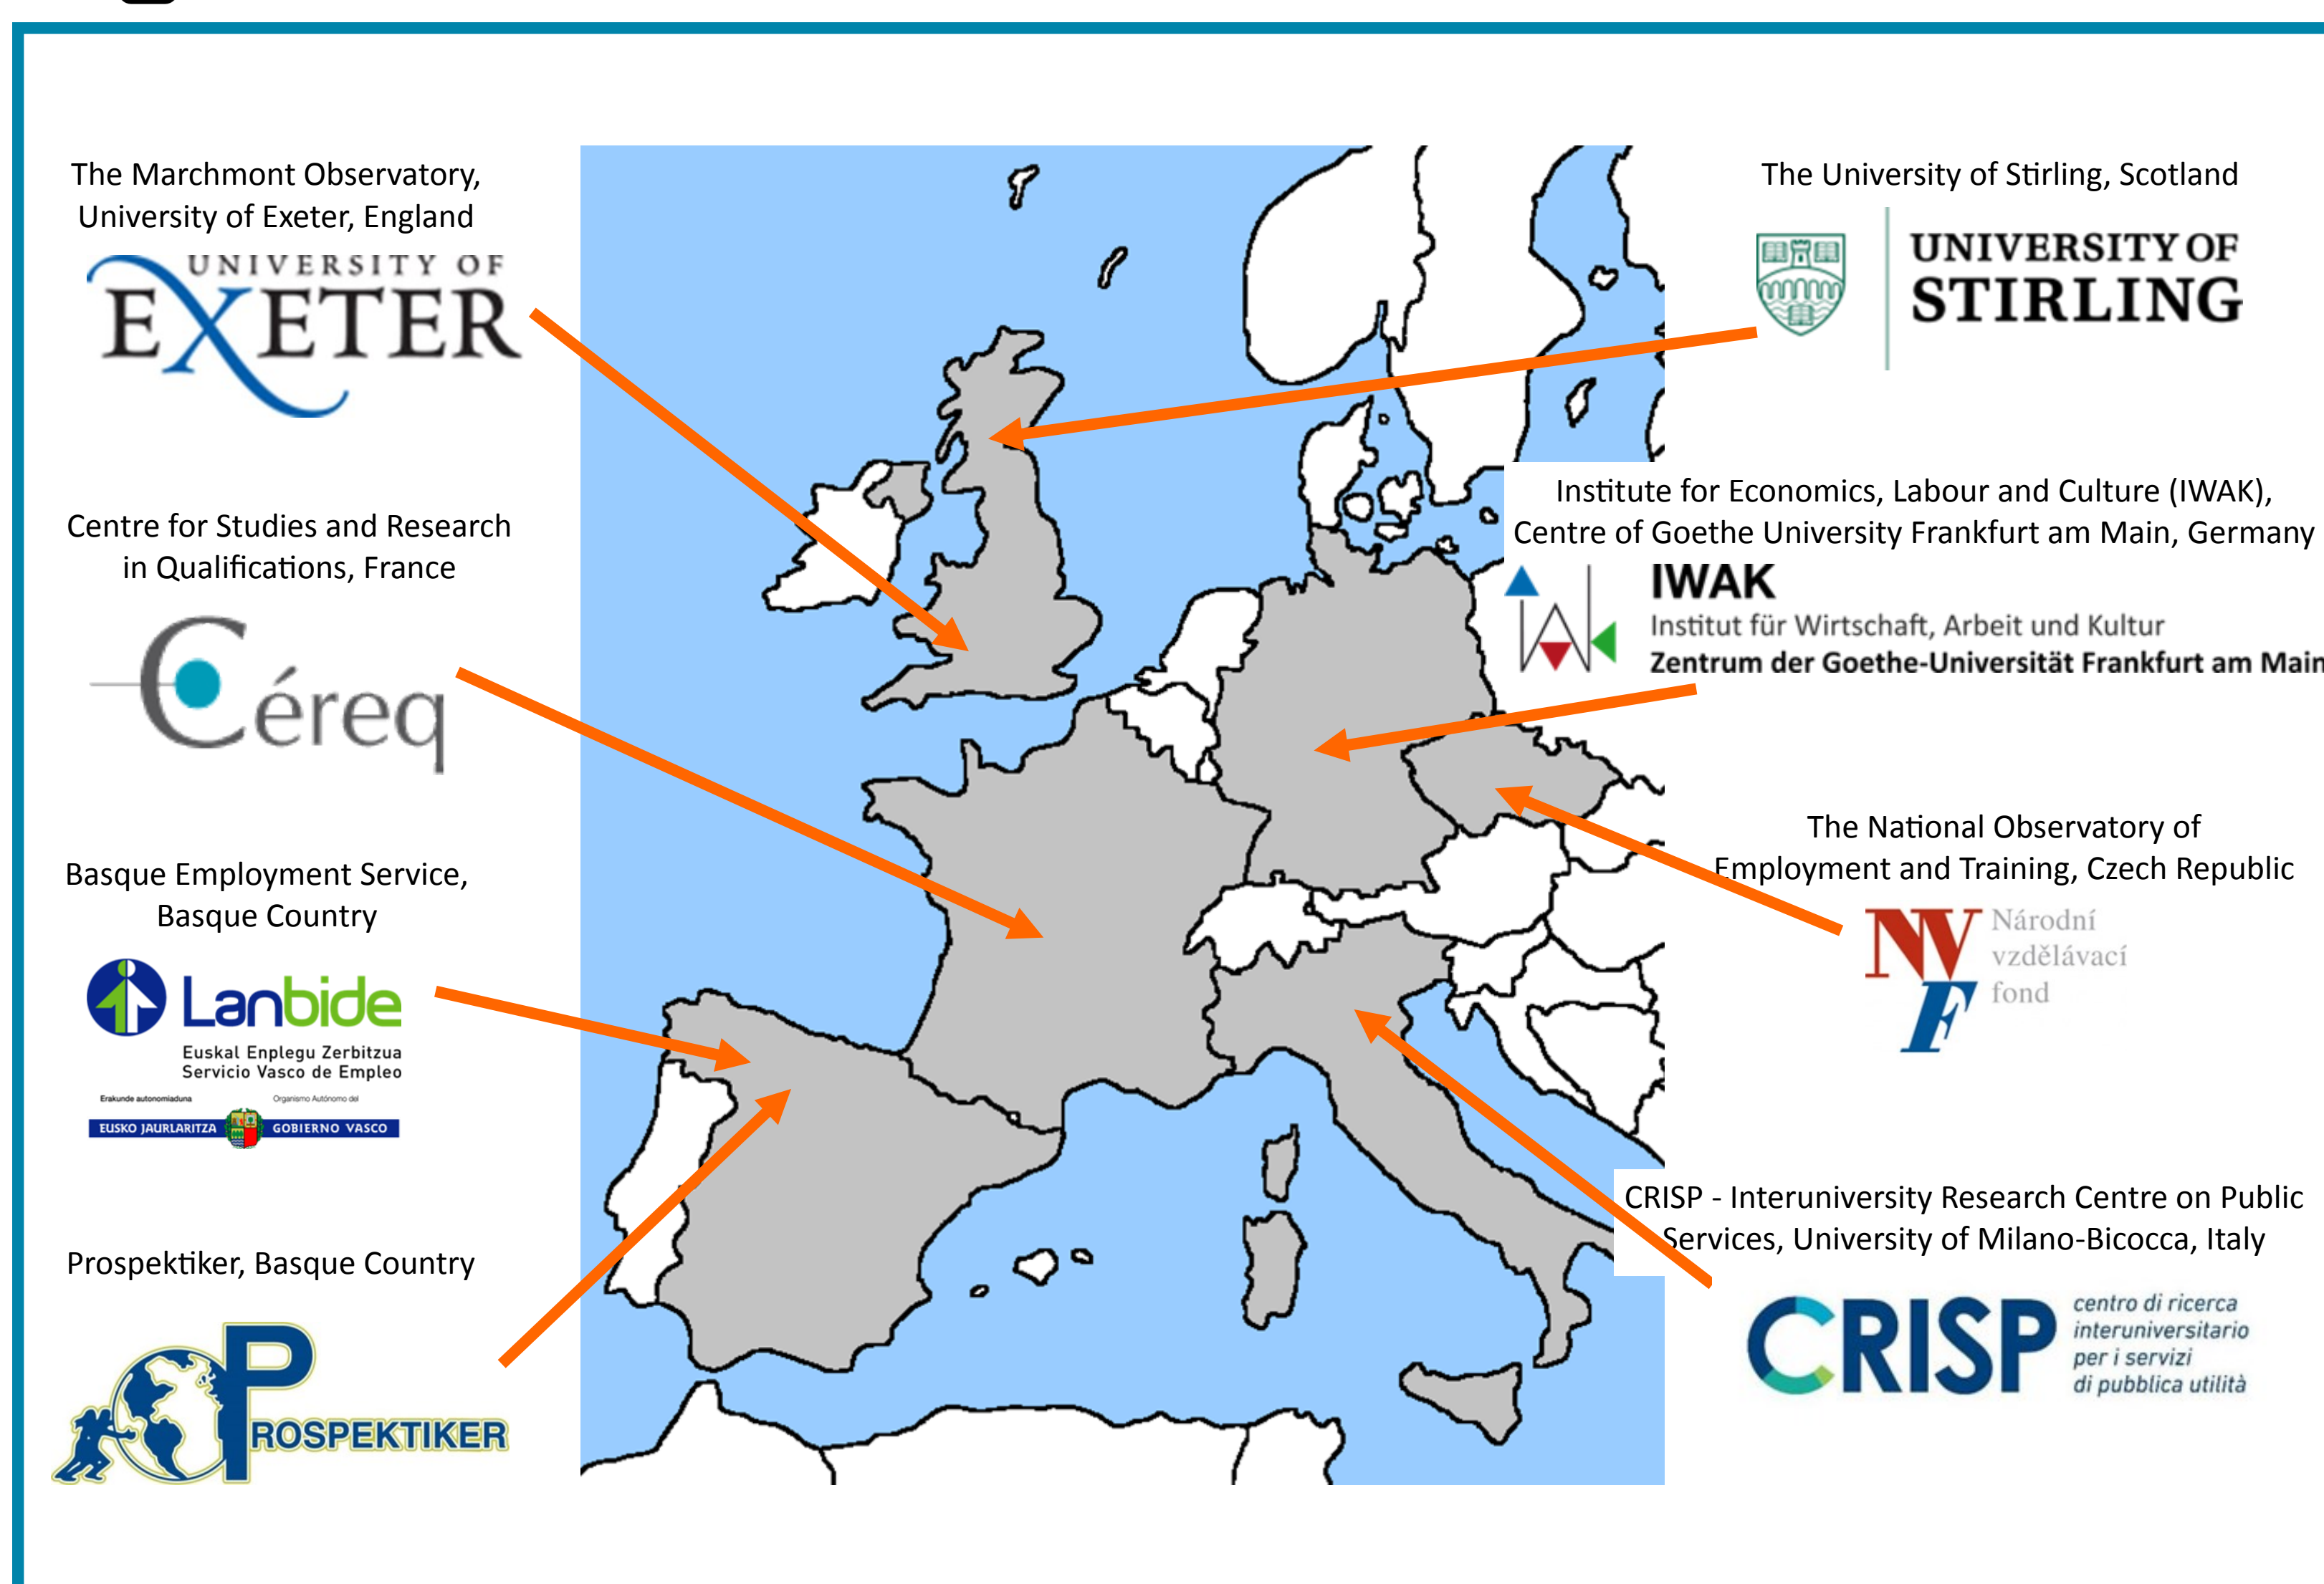 The Marchmont Observatory,
University of Exeter, England
UNIVERSITY OF
EXETER
Centre for Studies and Research
in Qualifications, France
Céreq
Basque Employment Service,
Basque Country
Lanbide
Euskal Enplegu Zerbitzua
Servicio Vasco de Empleo
Erakunde autonomiaduna
Organismo Autónomo del
EUSKO JAURLARITZA
GOBIERNO VASCO
Prospektiker, Basque Country
PROSPEKTIKER
The University of Stirling, Scotland
UNIVERSITY OF
STIRLING
Institute for Economics, Labour and Culture (IWAK),
Centre of Goethe University Frankfurt am Main, Germany
IWAK
Institut für Wirtschaft, Arbeit und Kultur
Zentrum der Goethe-Universität Frankfurt am Main
The National Observatory of
Employment and Training, Czech Republic
NVF
Národní
vzdělávací
fond
CRISP - Interuniversity Research Centre on Public
Services, University of Milano-Bicocca, Italy
CRISP
centro di ricerca
interuniversitario
per i servizi
di pubblica utilità